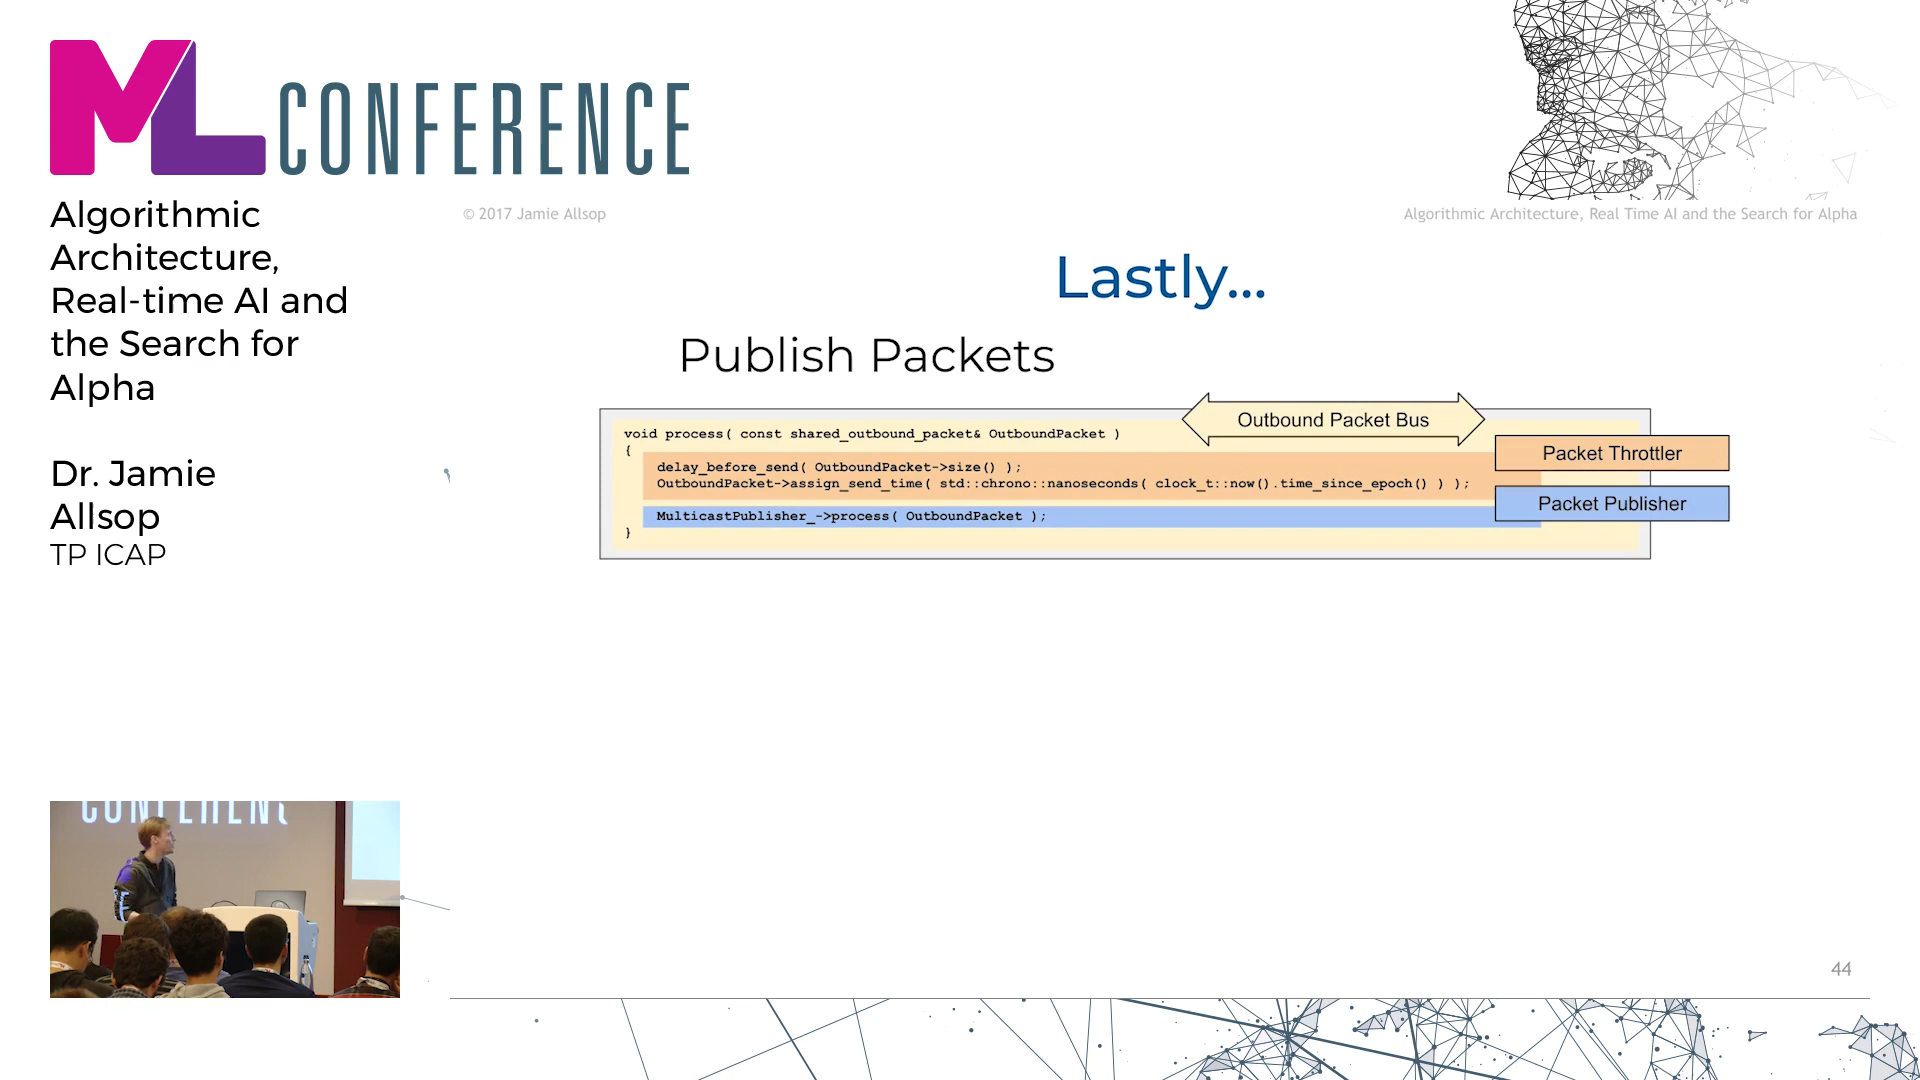 ML CONFERENCE
Algorithmic
Architecture,
Real-time AI and
the Search for
Alpha
Dr. Jamie
Allsop
TP ICAP
© 2017 Jamie Allsop
Algorithmic Architecture, Real Time AI and the Search for Alpha
Lastly...
Publish Packets
Outbound Packet Bus
void process( const shared_outbound_packet& OutboundPacket )
{
delay_before_send( OutboundPacket->size() );
OutboundPacket->assign_send_time( std::chrono::nanoseconds( clock_t::now().time_since_epoch() ) );
MulticastPublisher_->process( OutboundPacket );
}
Packet Throttler
Packet Publisher
CONFERENC
44